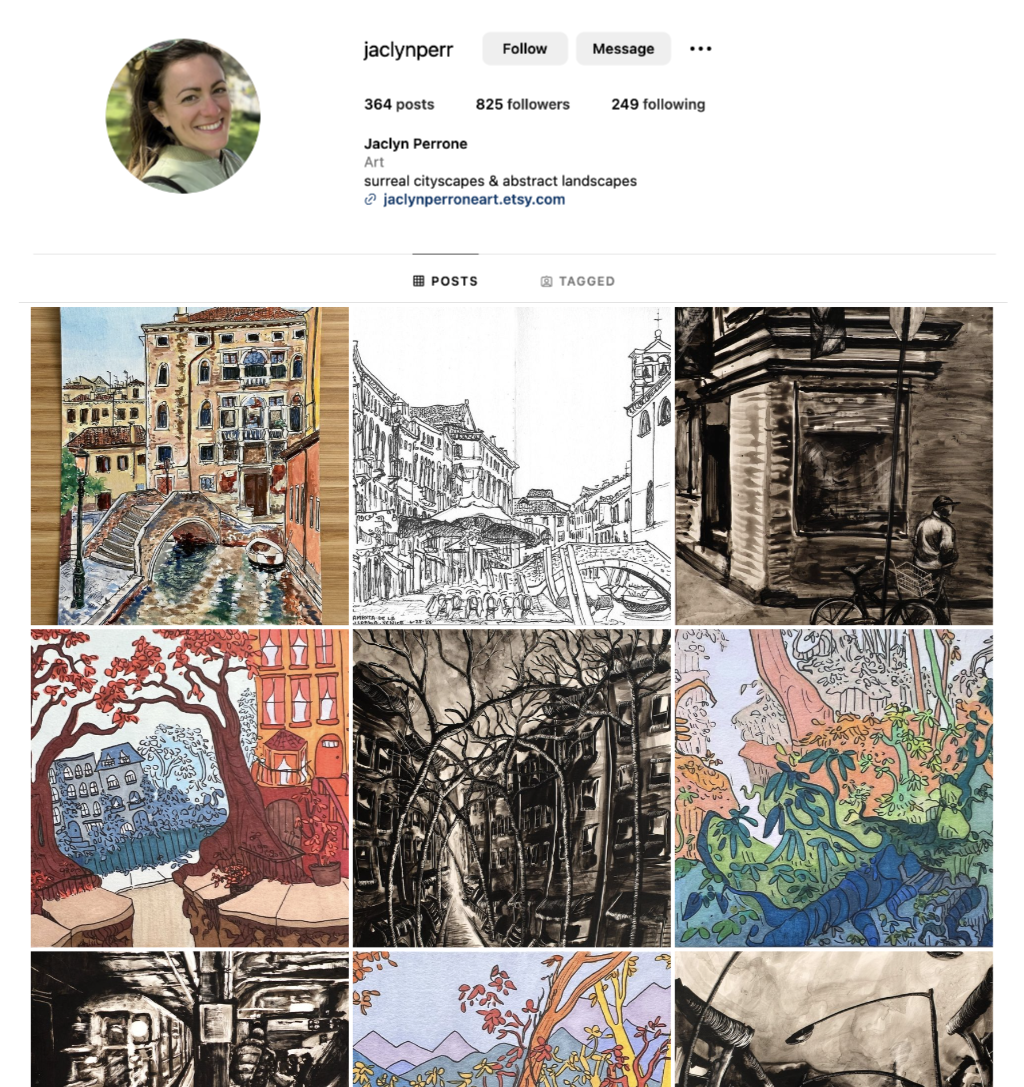 jaclynperr Follow Message
364 posts 825 followers 249 following
Jaclyn Perrone
Art
surreal cityscapes & abstract landscapes
jaclynperroneart.etsy.com
POSTS TAGGED